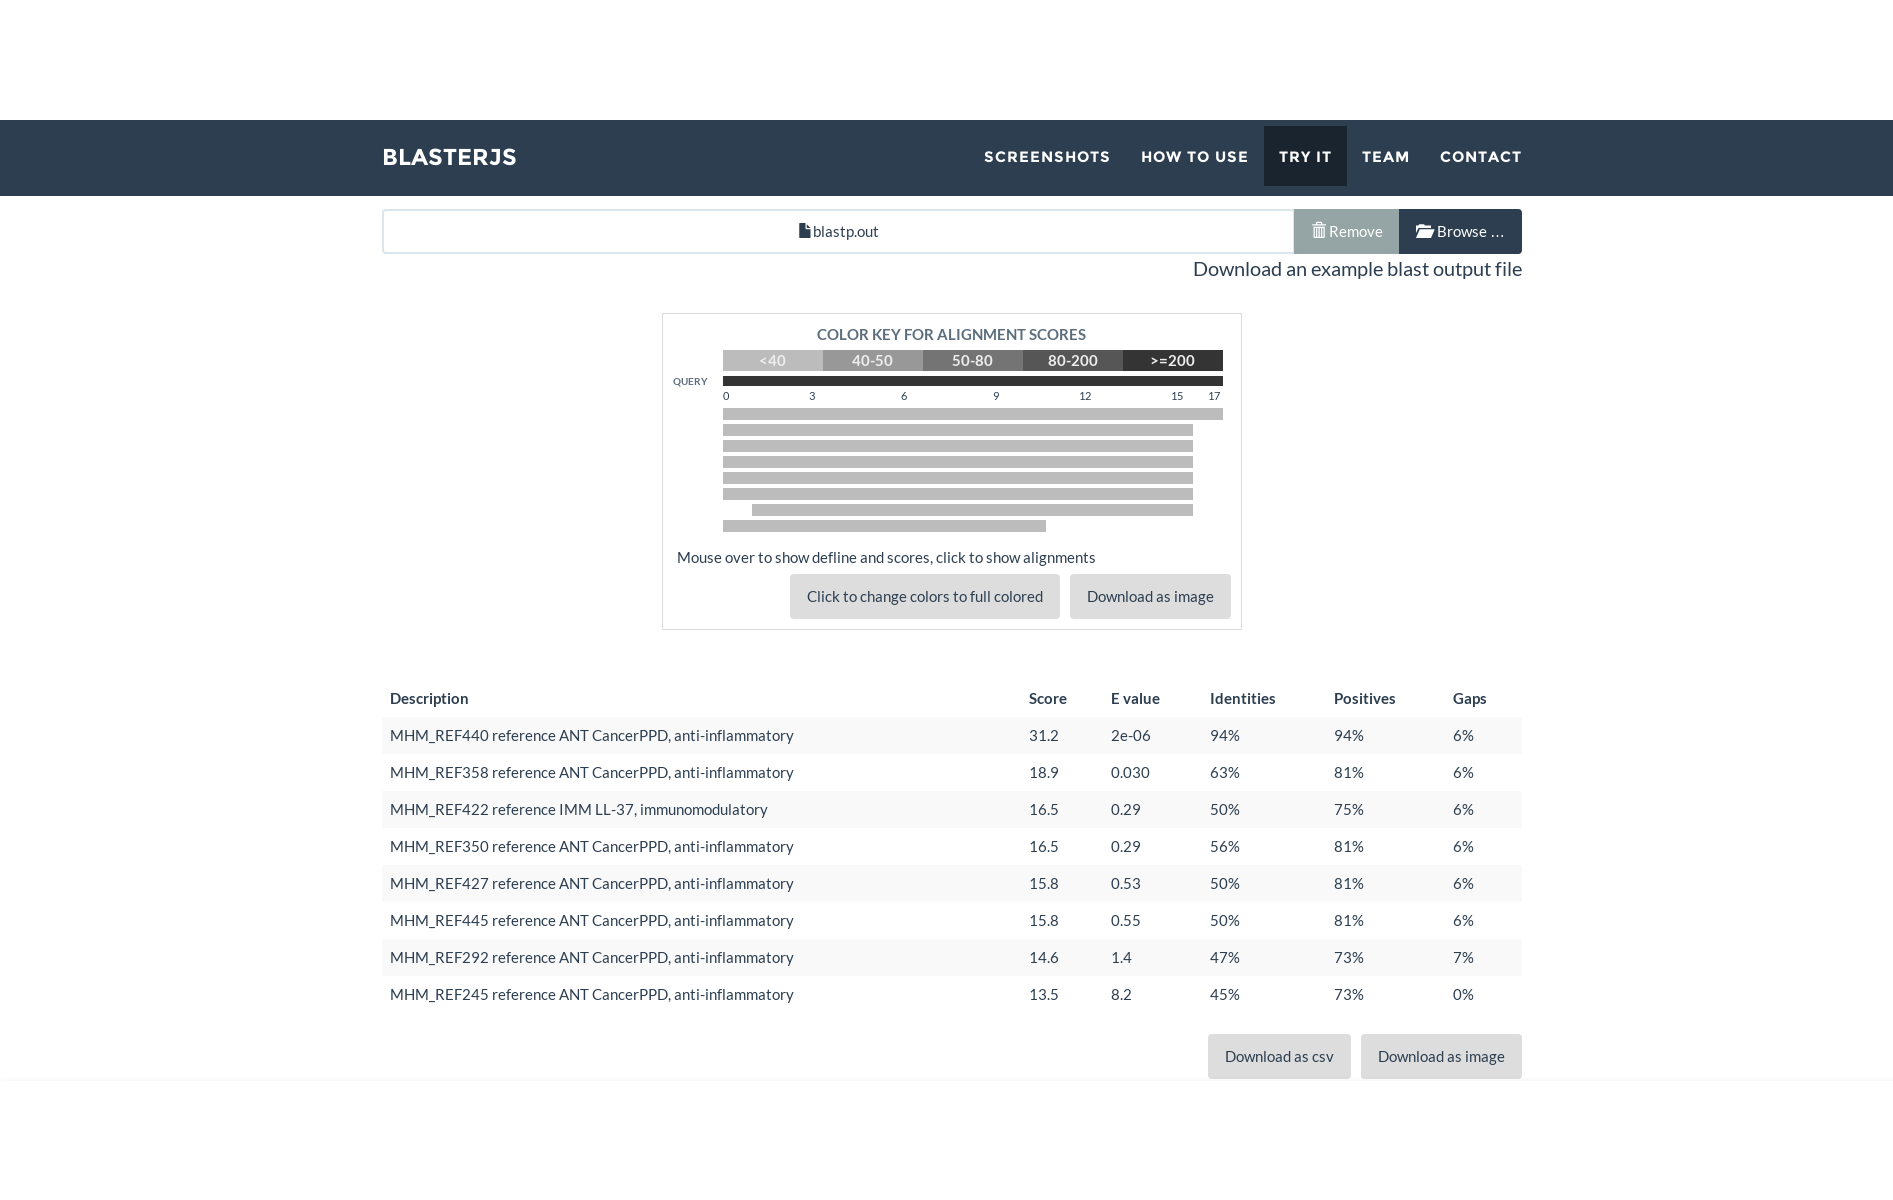 BLASTERJS SCREENSHOTS HOW TO USE TRY IT TEAM CONTACT
blastp.out Remove Browse ...
Download an example blast output file
COLOR KEY FOR ALIGNMENT SCORES
<40 40-50 50-80 80-200 >=200
QUERY
0 3 6 9 12 15 17
Mouse over to show defline and scores, click to show alignments
Click to change colors to full colored Download as image
Description Score E value Identities Positives Gaps
MHM_REF440 reference ANT CancerPPD, anti-inflammatory 31.2 2e-06 94% 94% 6%
MHM_REF358 reference ANT CancerPPD, anti-inflammatory 18.9 0.030 63% 81% 6%
MHM_REF422 reference IMM LL-37, immunomodulatory 16.5 0.29 50% 75% 6%
MHM_REF350 reference ANT CancerPPD, anti-inflammatory 16.5 0.29 56% 81% 6%
MHM_REF427 reference ANT CancerPPD, anti-inflammatory 15.8 0.53 50% 81% 6%
MHM_REF445 reference ANT CancerPPD, anti-inflammatory 15.8 0.55 50% 81% 6%
MHM_REF292 reference ANT CancerPPD, anti-inflammatory 14.6 1.4 47% 73% 7%
MHM_REF245 reference ANT CancerPPD, anti-inflammatory 13.5 8.2 45% 73% 0%
Download as csv Download as image